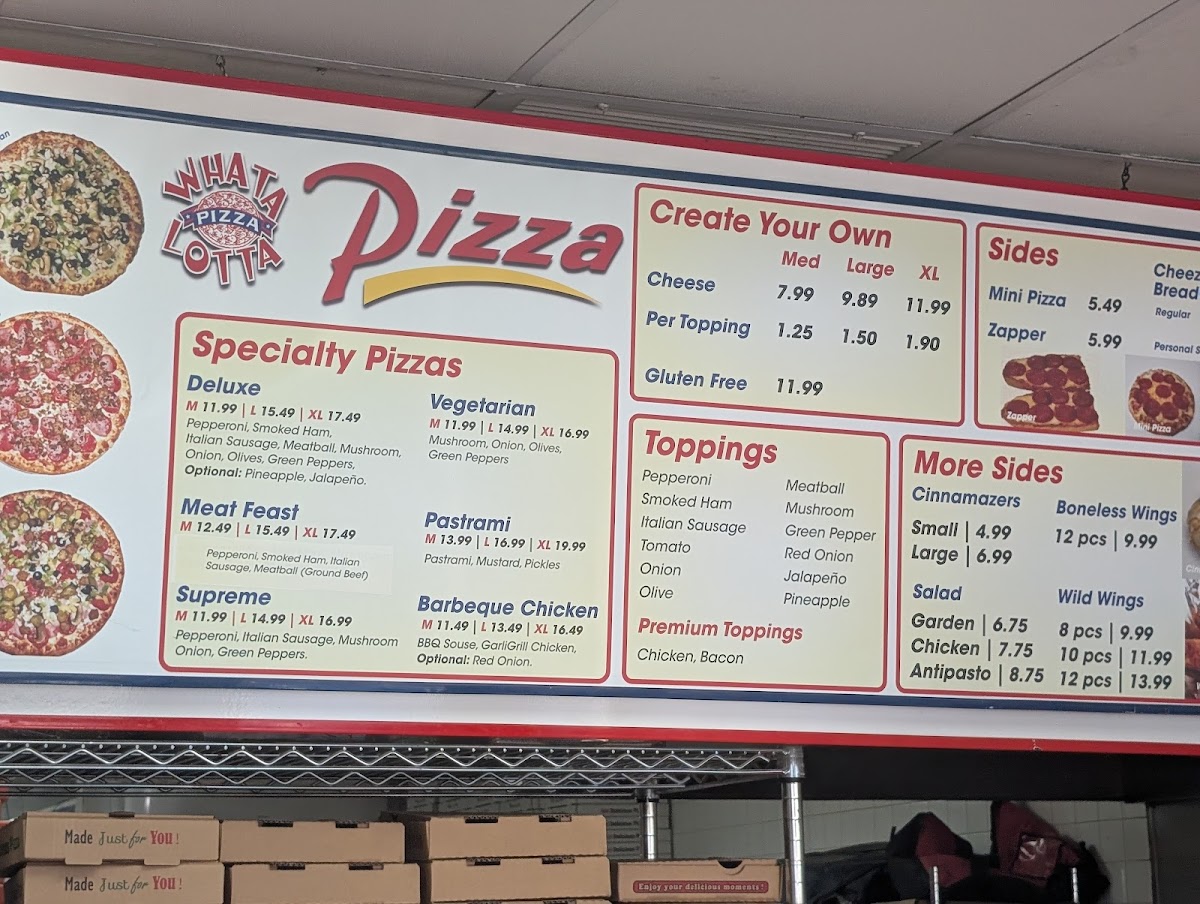 WHATA
PIZZA
LOTTA
Pizza
Specialty Pizzas
Deluxe
M 11.99 | L 15.49 | XL 17.49
Pepperoni, Smoked Ham,
Italian Sausage, Meatball, Mushroom,
Onion, Olives, Green Peppers,
Optional: Pineapple, Jalapeño.
Vegetarian
M 11.99 | L 14.99 | XL 16.99
Mushroom, Onion, Olives,
Green Peppers
Meat Feast
M 12.49 | L 15.49 | XL 17.49
Pepperoni, Smoked Ham, Italian
Sausage, Meatball (Ground Beef)
Pastrami
M 13.99 | L 16.99 | XL 19.99
Pastrami, Mustard, Pickles
Supreme
M 11.99 | L 14.99 | XL 16.99
Pepperoni, Italian Sausage, Mushroom
Onion, Green Peppers.
Barbeque Chicken
M 11.49 | L 13.49 | XL 16.49
BBQ Souse, GarliGrill Chicken,
Optional: Red Onion.
Create Your Own
Med Large XL
Cheese 7.99 9.89 11.99
Per Topping 1.25 1.50 1.90
Gluten Free 11.99
Toppings
Pepperoni
Smoked Ham
Italian Sausage
Tomato
Onion
Olive
Meatball
Mushroom
Green Pepper
Red Onion
Jalapeño
Pineapple
Premium Toppings
Chicken, Bacon
Sides
Mini Pizza 5.49
Zapper 5.99
Cheez
Bread
Regular
Personal S
Zapper
Mini Pizza
More Sides
Cinnamazers
Small | 4.99
Large | 6.99
Boneless Wings
12 pcs | 9.99
Salad
Garden | 6.75
Chicken | 7.75
Antipasto | 8.75
Wild Wings
8 pcs | 9.99
10 pcs | 11.99
12 pcs | 13.99
Made Just for You!
Made Just for You!
Enjoy your delicious moments!